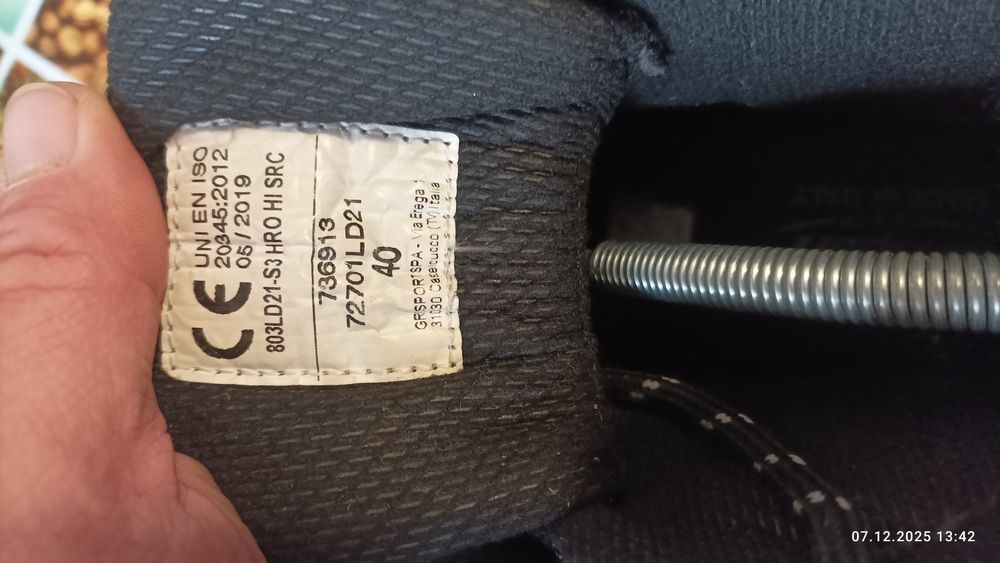 CE
UNI EN ISO
20345:2012
05 / 2019
803LD21-S3 HRO HI SRC
736913
72701LD21
40
GRISPORT SPA - Via Erega 1
31030 Castelcucco (TV) Italia
07.12.2025 13:42